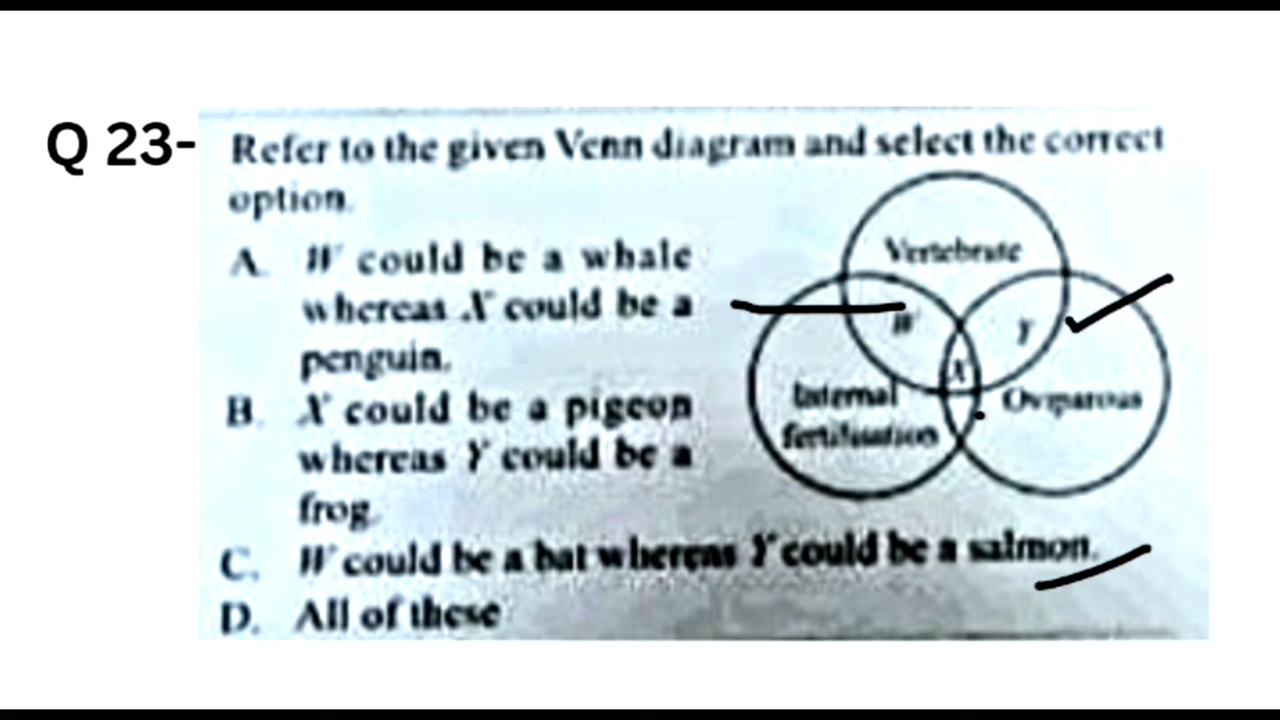 Q 23-
Refer to the given Venn diagram and select the correct
option.
A. W could be a whale
whereas X could be a
penguin.
B. X could be a pigeon
whereas Y could be a
frog.
C. W could be a bat whereas Y could be a salmon.
D. All of these
Vertebrate
W
Y
X
Internal
fertilisation
Oviparous